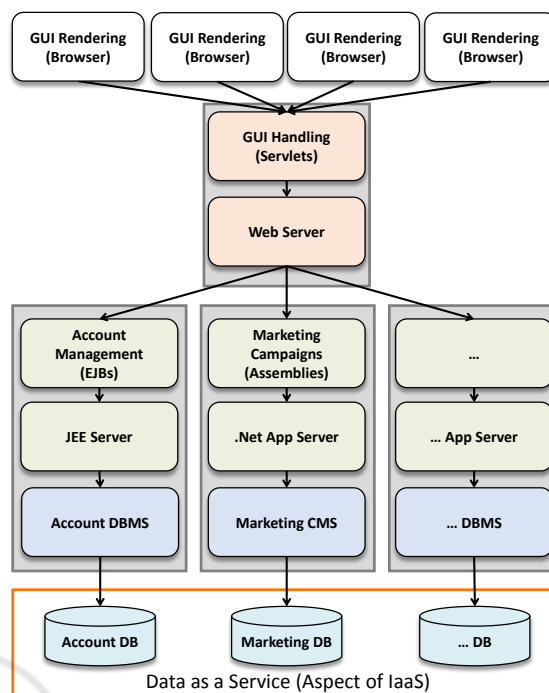 GUI Rendering
(Browser)
GUI Rendering
(Browser)
GUI Rendering
(Browser)
GUI Rendering
(Browser)
GUI Handling
(Servlets)
Web Server
Account
Management
(EJBs)
Marketing
Campaigns
(Assemblies)
...
JEE Server
.Net App Server
... App Server
Account DBMS
Marketing CMS
... DBMS
Account DB
Marketing DB
... DB
Data as a Service (Aspect of IaaS)